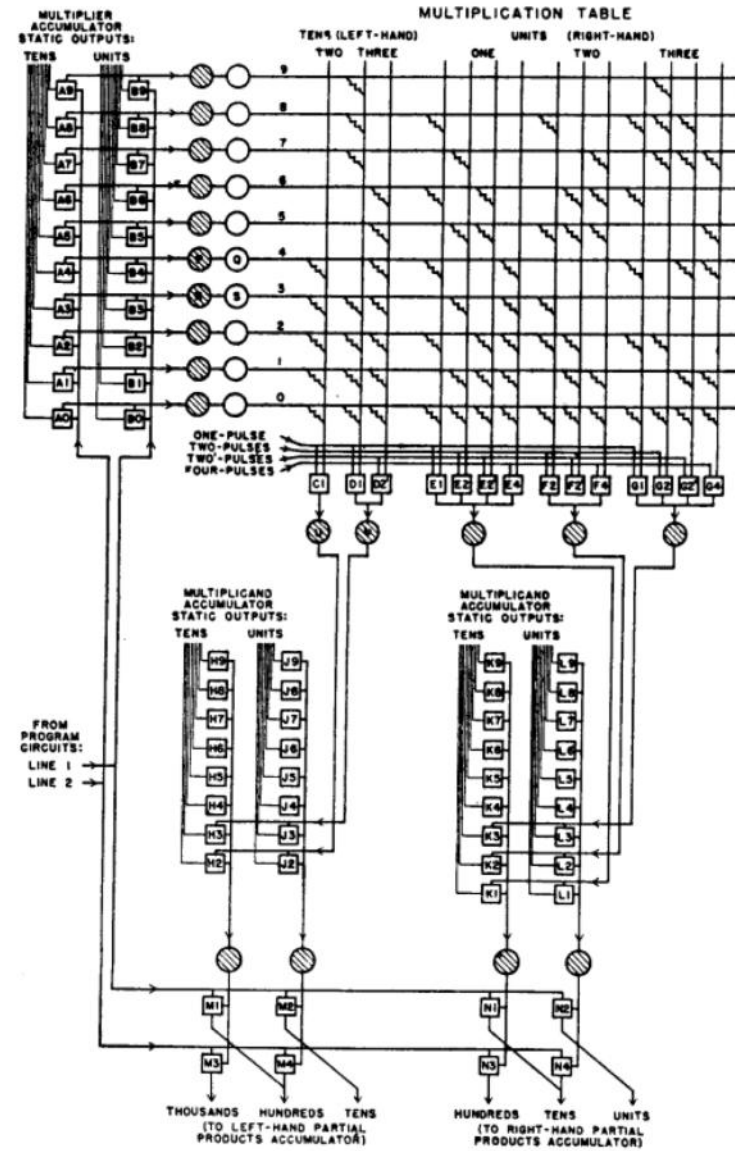 MULTIPLICATION TABLE
MULTIPLIER
ACCUMULATOR
STATIC OUTPUTS:
TENS UNITS
TENS (LEFT-HAND) UNITS (RIGHT-HAND)
TWO THREE ONE TWO THREE
A9 B9 9
A8 B8 8
A7 B7 7
A6 B6 6
A5 B5 5
A4 B4 Q 4
A3 B3 S 3
A2 B2 2
A1 B1 1
A0 B0 0
ONE-PULSE
TWO-PULSES
TWO'-PULSES
FOUR-PULSES
C1 D1 D2' E1 E2 E2' E4 F2 F2' F4 G1 G2 G2' G4
U
MULTIPLICAND
ACCUMULATOR
STATIC OUTPUTS:
TENS UNITS
H9 J9
H8 J8
H7 J7
H6 J6
H5 J5
H4 J4
H3 J3
H2 J2
MULTIPLICAND
ACCUMULATOR
STATIC OUTPUTS:
TENS UNITS
K9 L9
K8 L8
K7 L7
K6 L6
K5 L5
K4 L4
K3 L3
K2 L2
K1 L1
FROM
PROGRAM
CIRCUITS:
LINE 1
LINE 2
M1 M2 N1 N2
M3 M4 N3 N4
THOUSANDS HUNDREDS TENS
(TO LEFT-HAND PARTIAL
PRODUCTS ACCUMULATOR)
HUNDREDS TENS UNITS
(TO RIGHT-HAND PARTIAL
PRODUCTS ACCUMULATOR)